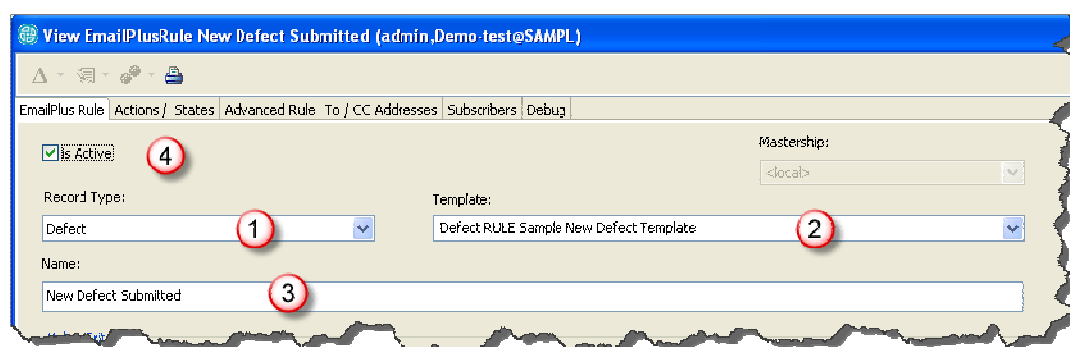 View EmailPlusRule New Defect Submitted (admin,Demo-test@SAMPL)
EmailPlus Rule Actions / States Advanced Rule To / CC Addresses Subscribers Debug
Is Active 4
Mastership:
<local>
Record Type: Template:
Defect 1 Defect RULE Sample New Defect Template 2
Name:
New Defect Submitted 3